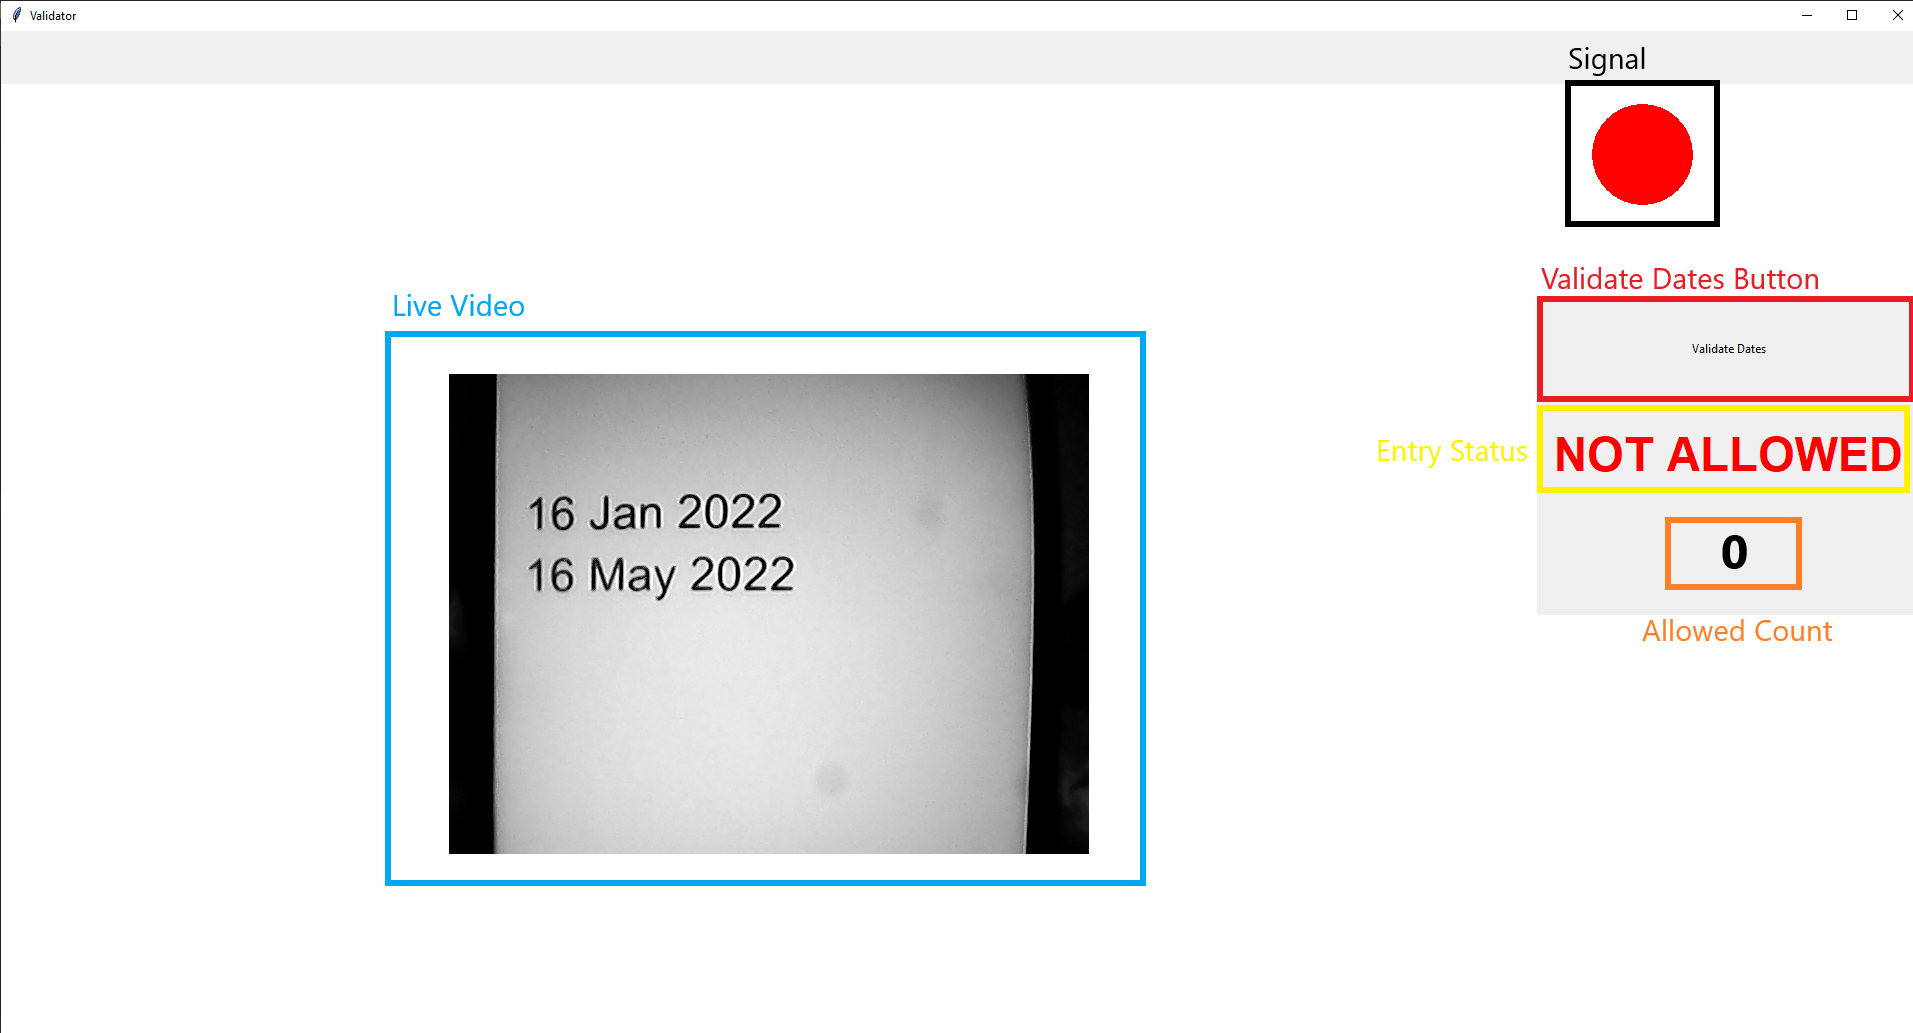 Validator
Signal
Validate Dates Button
Live Video
Validate Dates
Entry Status
NOT ALLOWED
16 Jan 2022
16 May 2022
0
Allowed Count